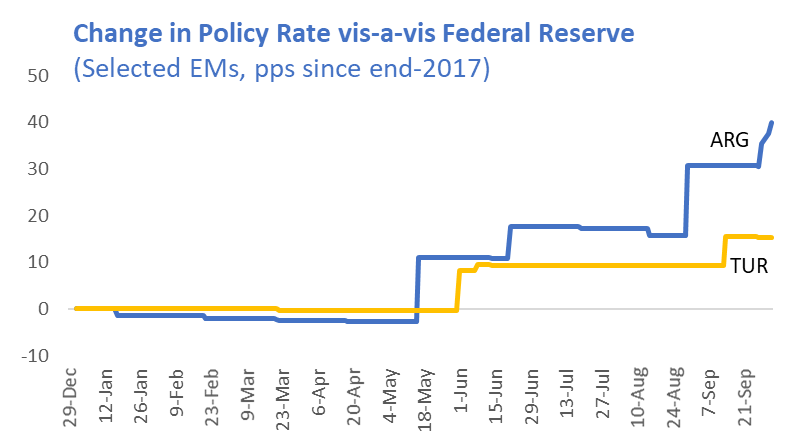 Change in Policy Rate vis-a-vis Federal Reserve
(Selected EMs, pps since end-2017)
50
40
30
20
10
0
-10
ARG
TUR
29-Dec
12-Jan
26-Jan
9-Feb
23-Feb
9-Mar
23-Mar
6-Apr
20-Apr
4-May
18-May
1-Jun
15-Jun
29-Jun
13-Jul
27-Jul
10-Aug
24-Aug
7-Sep
21-Sep